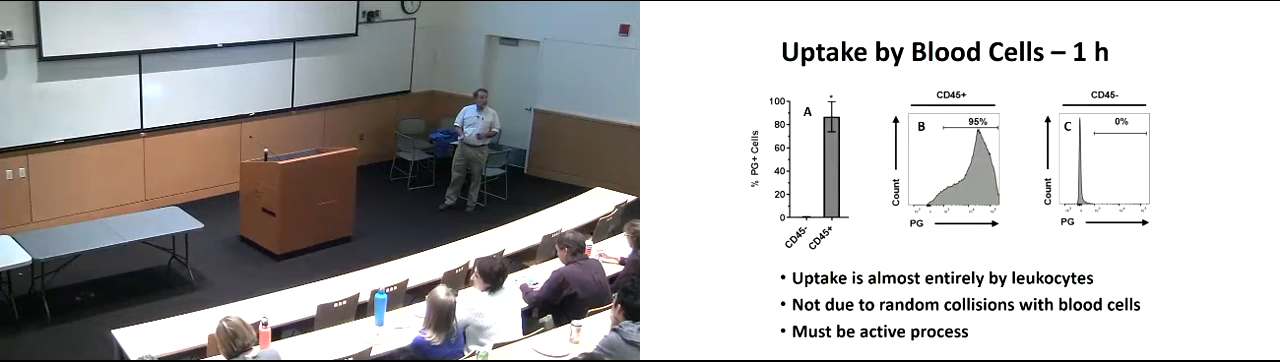 Uptake by Blood Cells – 1 h
A
*
% PG+ Cells
100
80
60
40
20
0
CD45-
CD45+
CD45+
B
95%
Count
PG
CD45-
C
0%
Count
PG
• Uptake is almost entirely by leukocytes
• Not due to random collisions with blood cells
• Must be active process